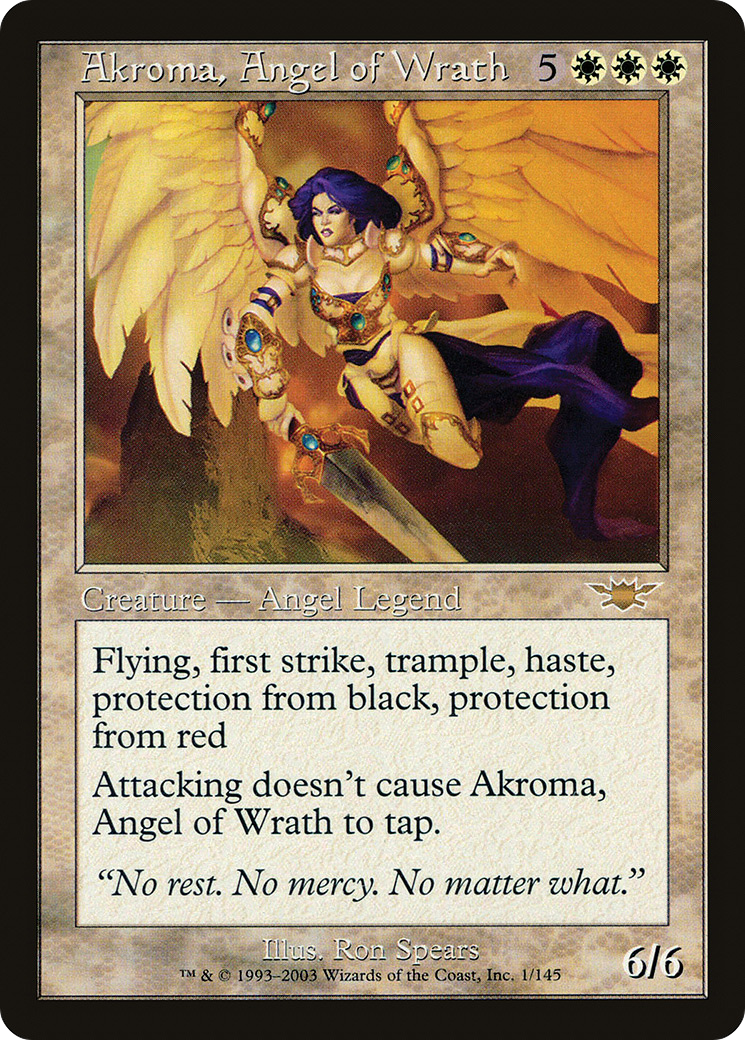 Akroma, Angel of Wrath 5
Creature — Angel Legend
Flying, first strike, trample, haste,
protection from black, protection
from red
Attacking doesn't cause Akroma,
Angel of Wrath to tap.
“No rest. No mercy. No matter what.”
Illus. Ron Spears
™ & © 1993–2003 Wizards of the Coast, Inc. 1/145
6/6